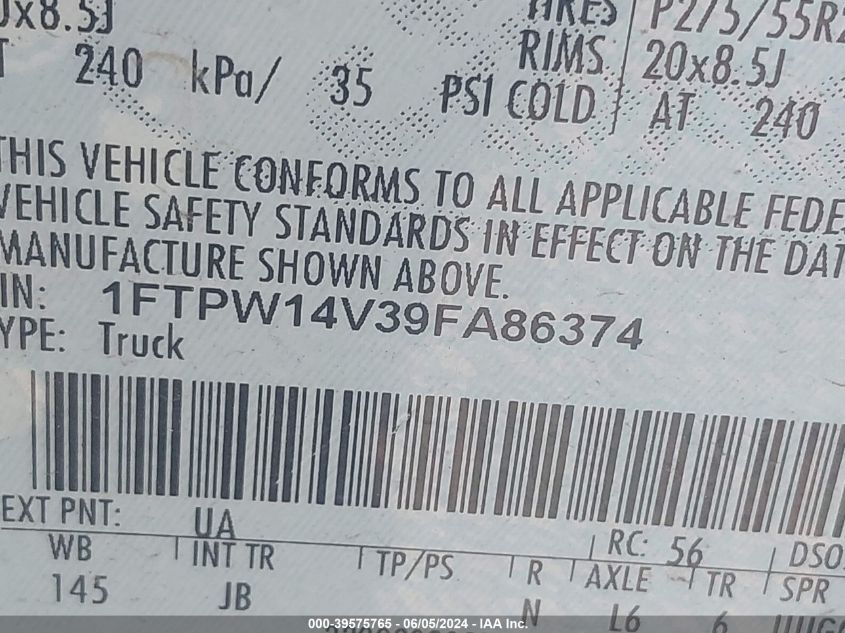 x8.5J
TIRES P275/55R
240 kPa/ 35 PSI COLD
RIMS 20x8.5J
AT 240
THIS VEHICLE CONFORMS TO ALL APPLICABLE FEDE
VEHICLE SAFETY STANDARDS IN EFFECT ON THE DAT
MANUFACTURE SHOWN ABOVE.
IN: 1FTPW14V39FA86374
YPE: Truck
EXT PNT: UA RC: 56 DSO
WB INT TR TP/PS R AXLE TR SPR
145 JB N L6 6
000-39575765 - 06/05/2024 - IAA Inc.